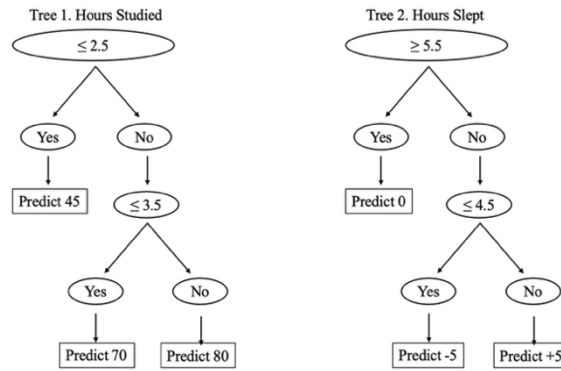 Tree 1. Hours Studied
≤ 2.5
Yes
No
Predict 45
≤ 3.5
Yes
No
Predict 70
Predict 80
Tree 2. Hours Slept
≥ 5.5
Yes
No
Predict 0
≤ 4.5
Yes
No
Predict -5
Predict +5